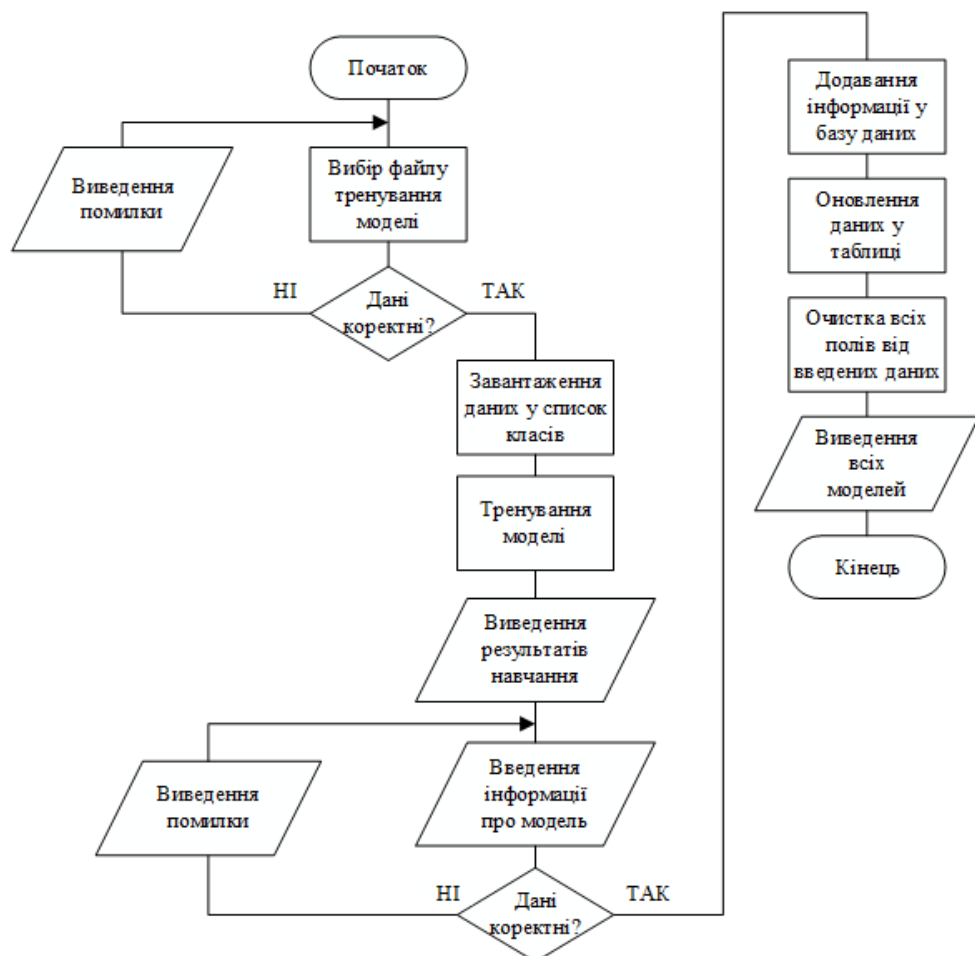 Початок
Вибір файлу
тренування
моделі
Виведення
помилки
НІ
Дані
коректні?
ТАК
Завантаження
даних у список
класів
Тренування
моделі
Виведення
результатів
навчання
Введення
інформації
про модель
Виведення
помилки
НІ
Дані
коректні?
ТАК
Додавання
інформації у
базу даних
Оновлення
даних у
таблиці
Очистка всіх
полів від
введених даних
Виведення
всіх
моделей
Кінець